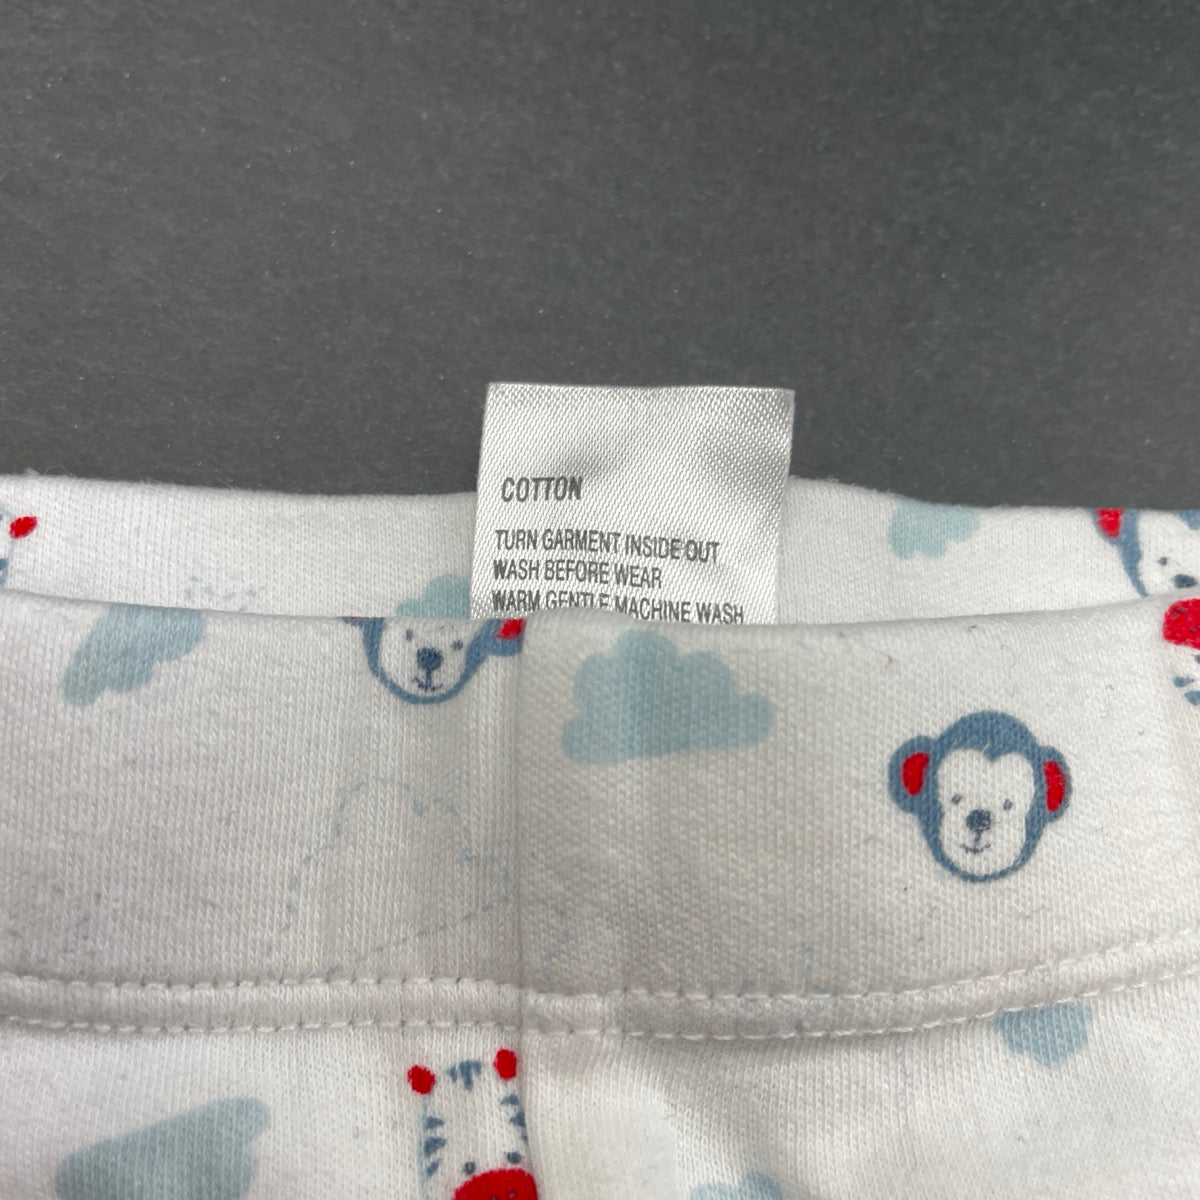 COTTON
TURN GARMENT INSIDE OUT
WASH BEFORE WEAR
WARM GENTLE MACHINE WASH